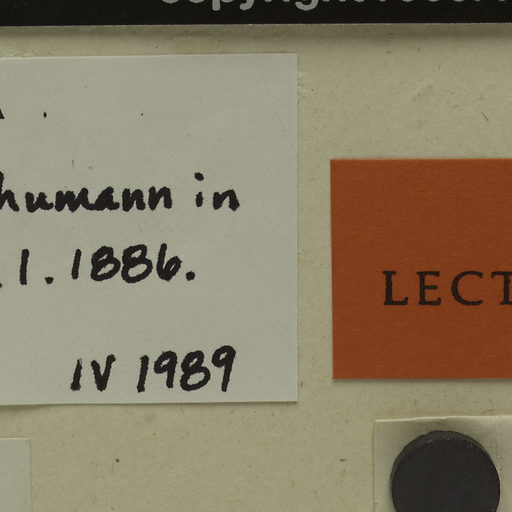 humann in
1.1886.
IV 1989
LECT